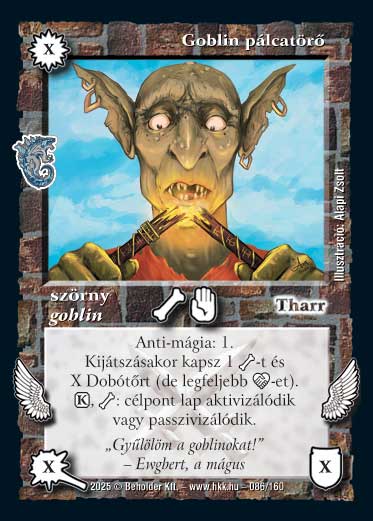 X
Goblin pálcatörő
Illusztráció: Alapi Zsolt
szörny
goblin
Tharr
Anti-mágia: 1.
Kijátszásakor kapsz 1 -t és
X Dobótőrt (de legfeljebb -et).
K, : célpont lap aktivizálódik
vagy passzivizálódik.
„Gyűlölöm a goblinokat!”
– Ewghert, a mágus
X
X
2025 © Beholder Kft. – www.hkk.hu – 086/160